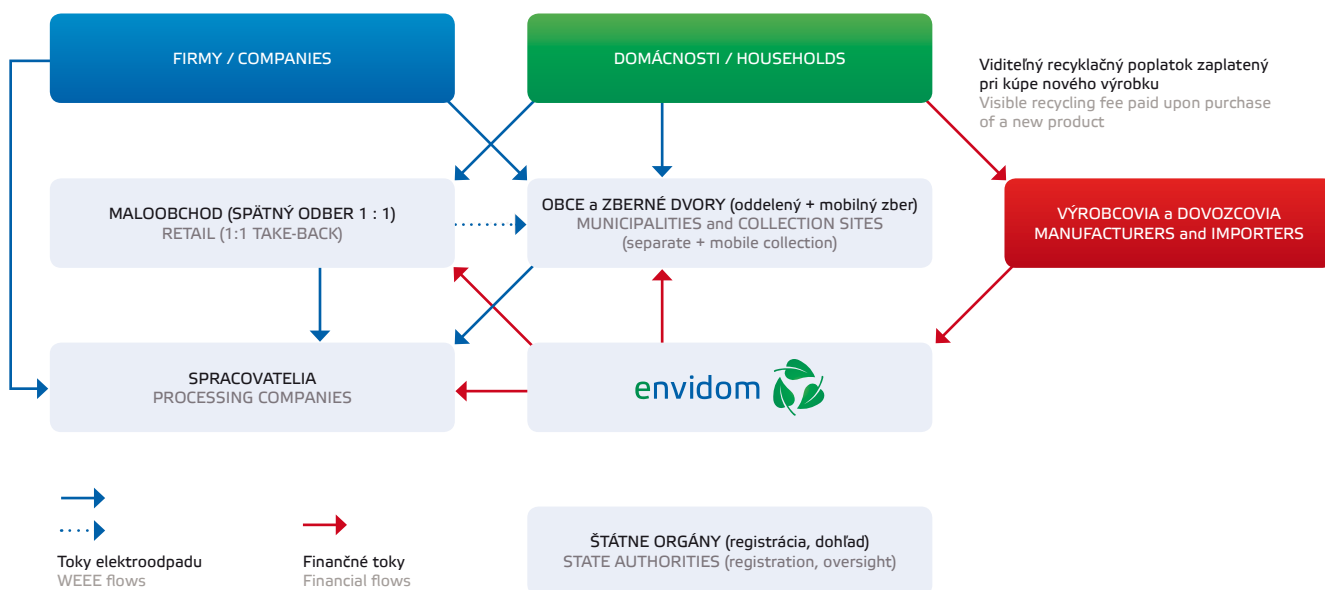 FIRMY / COMPANIES
DOMÁCNOSTI / HOUSEHOLDS
Viditeľný recyklačný poplatok zaplatený
pri kúpe nového výrobku
Visible recycling fee paid upon purchase
of a new product
MALOOBCHOD (SPÄTNÝ ODBER 1 : 1)
RETAIL (1:1 TAKE-BACK)
OBCE a ZBERNÉ DVORY (oddelený + mobilný zber)
MUNICIPALITIES and COLLECTION SITES
(separate + mobile collection)
VÝROBCOVIA a DOVOZCOVIA
MANUFACTURERS and IMPORTERS
SPRACOVATELIA
PROCESSING COMPANIES
envidom
Toky elektroodpadu
WEEE flows
Finančné toky
Financial flows
ŠTÁTNE ORGÁNY (registrácia, dohľad)
STATE AUTHORITIES (registration, oversight)